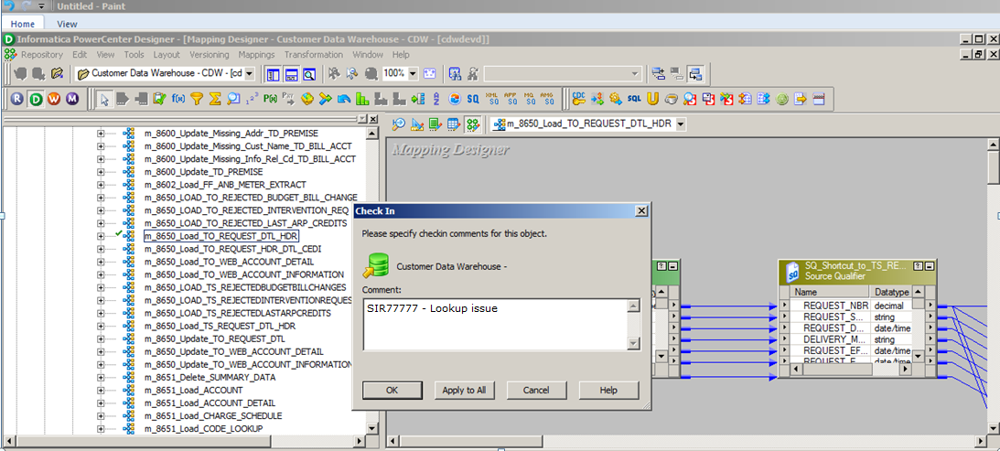 Untitled - Paint
Home View
Informatica PowerCenter Designer - [Mapping Designer - Customer Data Warehouse - CDW - [cdwdevd]]
Repository Edit View Tools Layout Versioning Mappings Transformation Window Help
Customer Data Warehouse - CDW - [cd
100%
m_8650_Load_TO_REQUEST_DTL_HDR
Mapping Designer
m_8600_Update_Missing_Addr_TD_PREMISE
m_8600_Update_Missing_Cust_Name_TD_BILL_ACCT
m_8600_Update_Missing_Info_Rel_Cd_TD_BILL_ACCT
m_8600_Update_TD_PREMISE
m_8602_Load_FF_ANB_METER_EXTRACT
m_8650_LOAD_TO_REJECTED_BUDGET_BILL_CHANGE
m_8650_LOAD_TO_REJECTED_INTERVENTION_REQ
m_8650_LOAD_TO_REJECTED_LAST_ARP_CREDITS
m_8650_Load_TO_REQUEST_DTL_HDR
m_8650_Load_TO_REQUEST_HDR_DTL_CEDI
m_8650_Load_TO_WEB_ACCOUNT_DETAIL
m_8650_Load_TO_WEB_ACCOUNT_INFORMATION
m_8650_LOAD_TS_REJECTEDBUDGETBILLCHANGES
m_8650_LOAD_TS_REJECTEDINTERVENTIONREQUES
m_8650_LOAD_TS_REJECTEDLASTARPCREDITS
m_8650_Load_TS_REQUEST_DTL_HDR
m_8650_Update_TO_REQUEST_DTL
m_8650_Update_TO_WEB_ACCOUNT_DETAIL
m_8650_Update_TO_WEB_ACCOUNT_INFORMATION
m_8651_Delete_SUMMARY_DATA
m_8651_Load_ACCOUNT
m_8651_Load_ACCOUNT_DETAIL
m_8651_Load_CHARGE_SCHEDULE
m_8651_Load_CODE_LOOKUP
Check In
Please specify checkin comments for this object.
Customer Data Warehouse -
Comment:
SIR77777 - Lookup issue
OK Apply to All Cancel Help
SQ_Shortcut_to_TS_RE...
Source Qualifier
Name Datatype
REQUEST_NBR decimal
REQUEST_S... string
REQUEST_D... date/time
DELIVERY_M... string
REQUEST_EF... date/time
REQUEST_E date/time